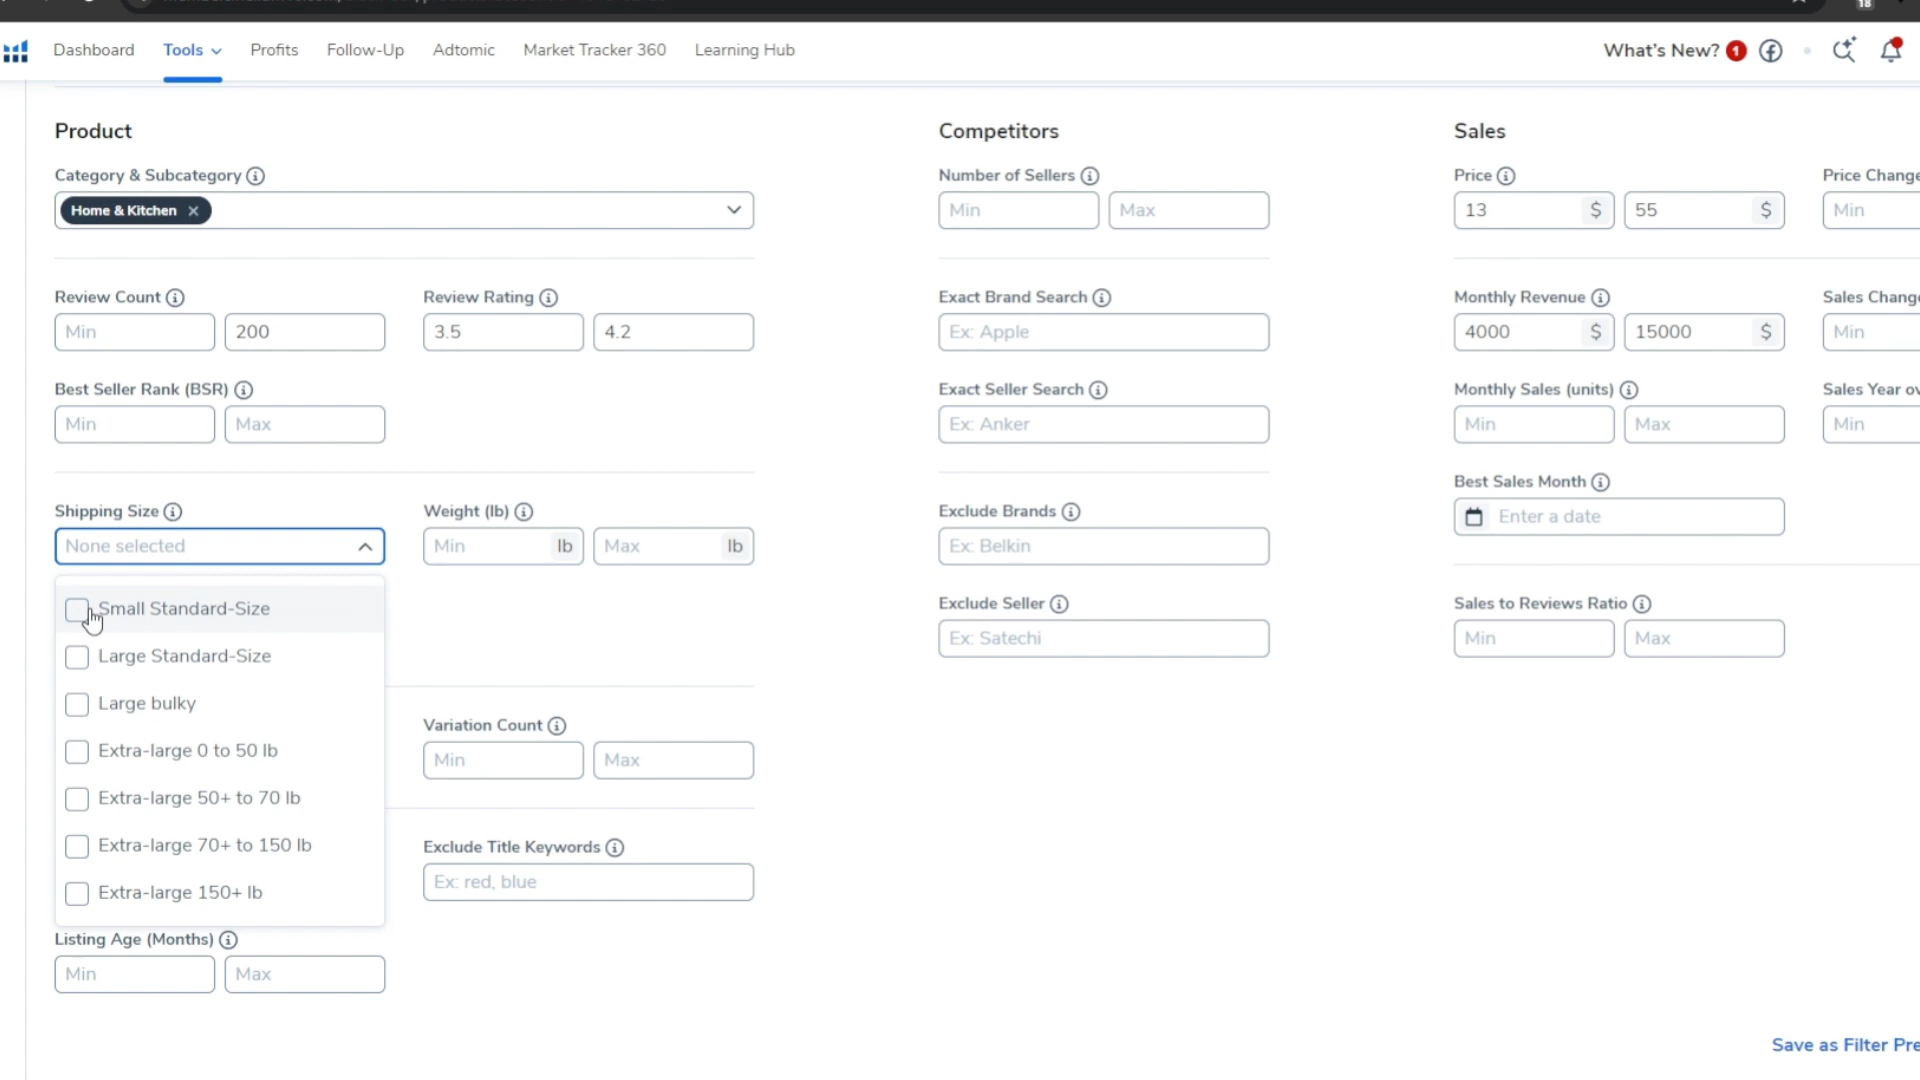 18
Dashboard Tools Profits Follow-Up Adtomic Market Tracker 360 Learning Hub What's New? 1
Product
Category & Subcategory
Home & Kitchen
Review Count Review Rating
Min 200 3.5 4.2
Best Seller Rank (BSR)
Min Max
Shipping Size Weight (lb)
None selected Min lb Max lb
Small Standard-Size
Large Standard-Size
Large bulky
Extra-large 0 to 50 lb
Extra-large 50+ to 70 lb
Extra-large 70+ to 150 lb
Extra-large 150+ lb
Variation Count
Min Max
Exclude Title Keywords
Ex: red, blue
Listing Age (Months)
Min Max
Competitors
Number of Sellers
Min Max
Exact Brand Search
Ex: Apple
Exact Seller Search
Ex: Anker
Exclude Brands
Ex: Belkin
Exclude Seller
Ex: Satechi
Sales
Price Price Change
13 $ 55 $ Min
Monthly Revenue Sales Chang
4000 $ 15000 $ Min
Monthly Sales (units) Sales Year ov
Min Max Min
Best Sales Month
Enter a date
Sales to Reviews Ratio
Min Max
Save as Filter Pre